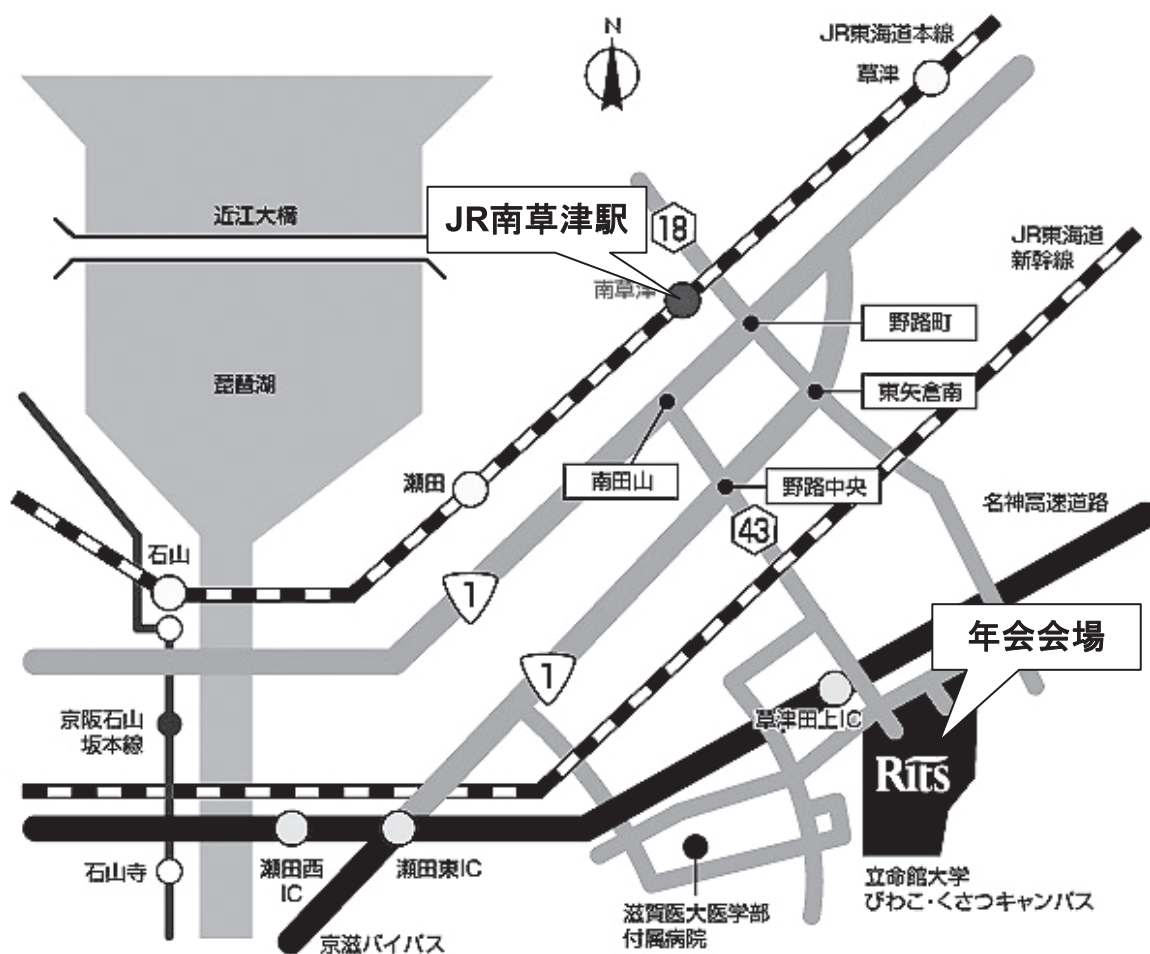 N
JR東海道本線
草津
近江大橋
JR南草津駅
18
JR東海道
新幹線
南草津
野路町
琵琶湖
東矢倉南
瀬田
南田山
野路中央
名神高速道路
43
石山
1
年会会場
1
京阪石山
坂本線
草津田上IC
Rits
石山寺
瀬田西
IC
瀬田東IC
立命館大学
びわこ・くさつキャンパス
滋賀医大医学部
付属病院
京滋バイパス